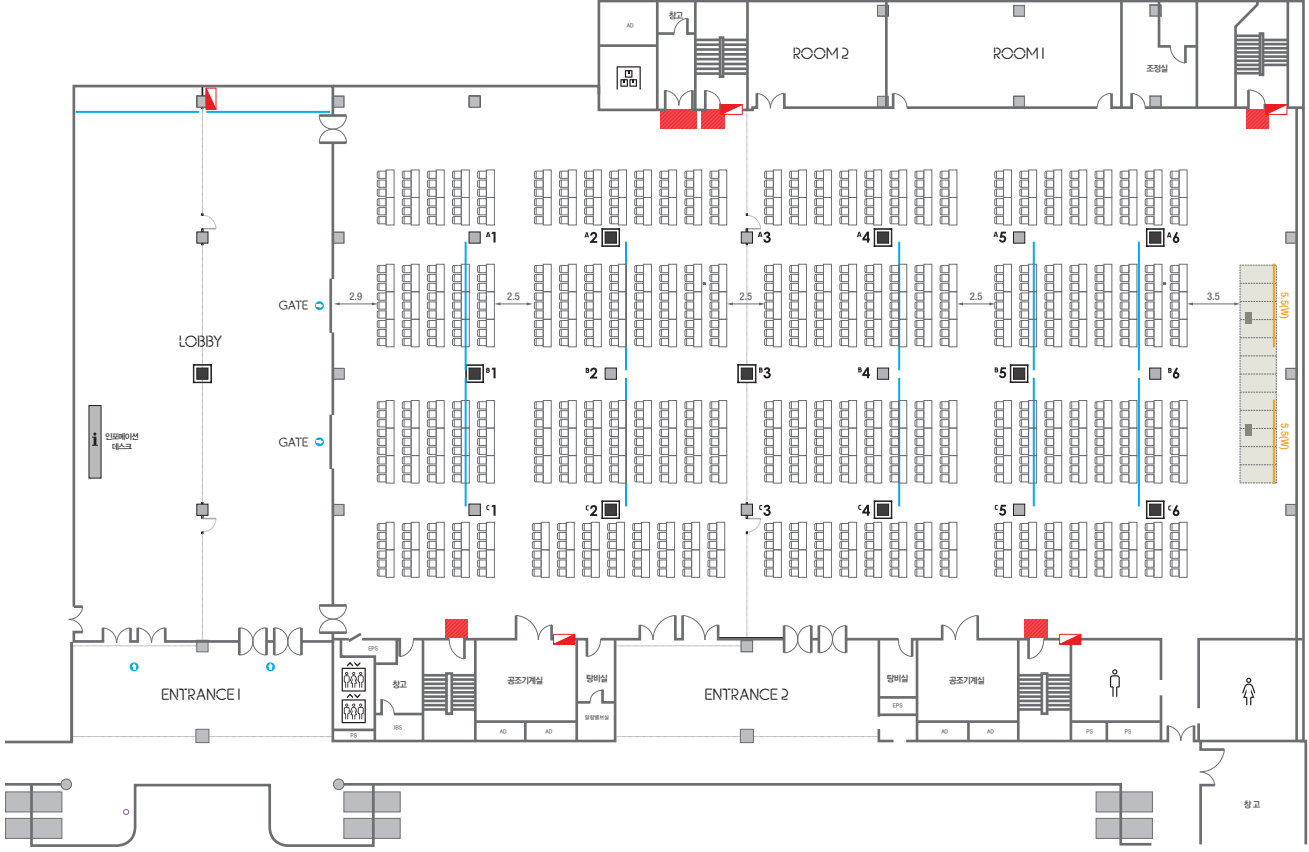 AD
창고
ROOM 2
ROOM 1
조정실
A1
A2
A3
A4
A5
A6
GATE
2.9
2.5
2.5
2.5
3.5
5.5(W)
LOBBY
B1
B2
B3
B4
B5
B6
i
인포메이션
데스크
GATE
5.5(W)
C1
C2
C3
C4
C5
C6
EPS
창고
공조기계실
탕비실
탕비실
공조기계실
ENTRANCE 1
ENTRANCE 2
EPS
PS
AD
AD
AD
AD
PS
PS
창고